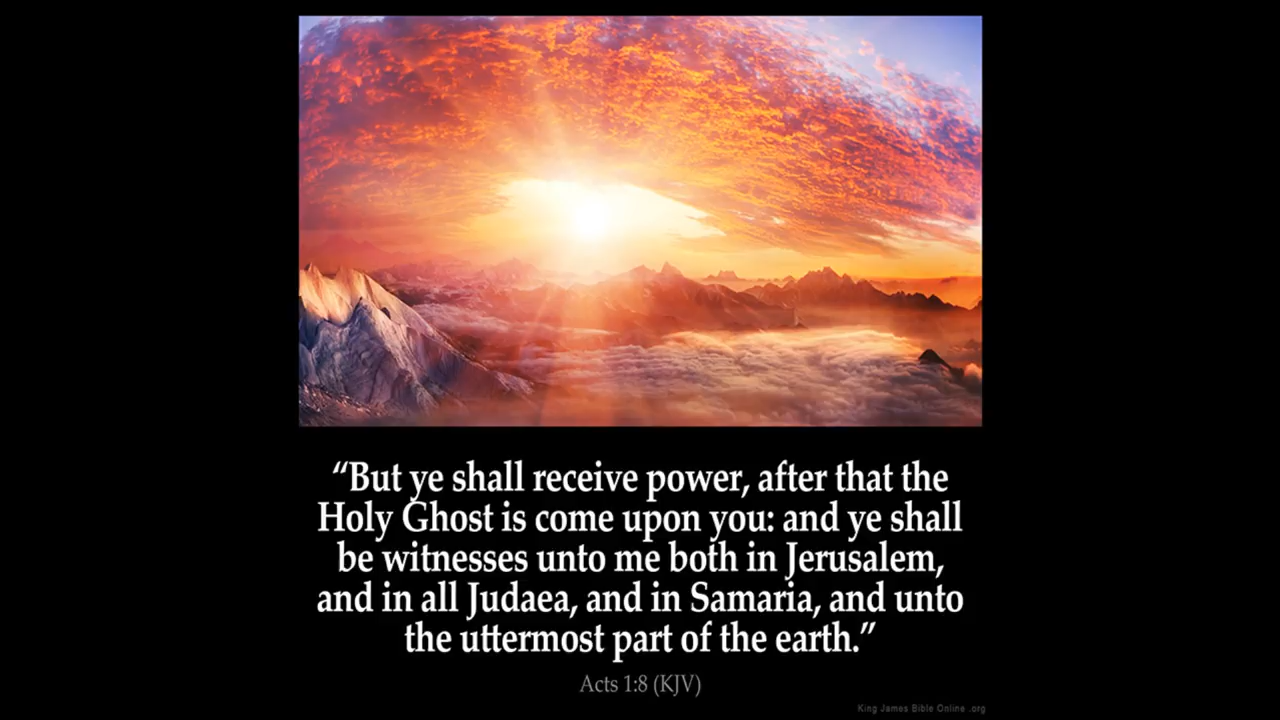 “But ye shall receive power, after that the
Holy Ghost is come upon you: and ye shall
be witnesses unto me both in Jerusalem,
and in all Judaea, and in Samaria, and unto
the uttermost part of the earth.”
Acts 1:8 (KJV)
King James Bible Online .org